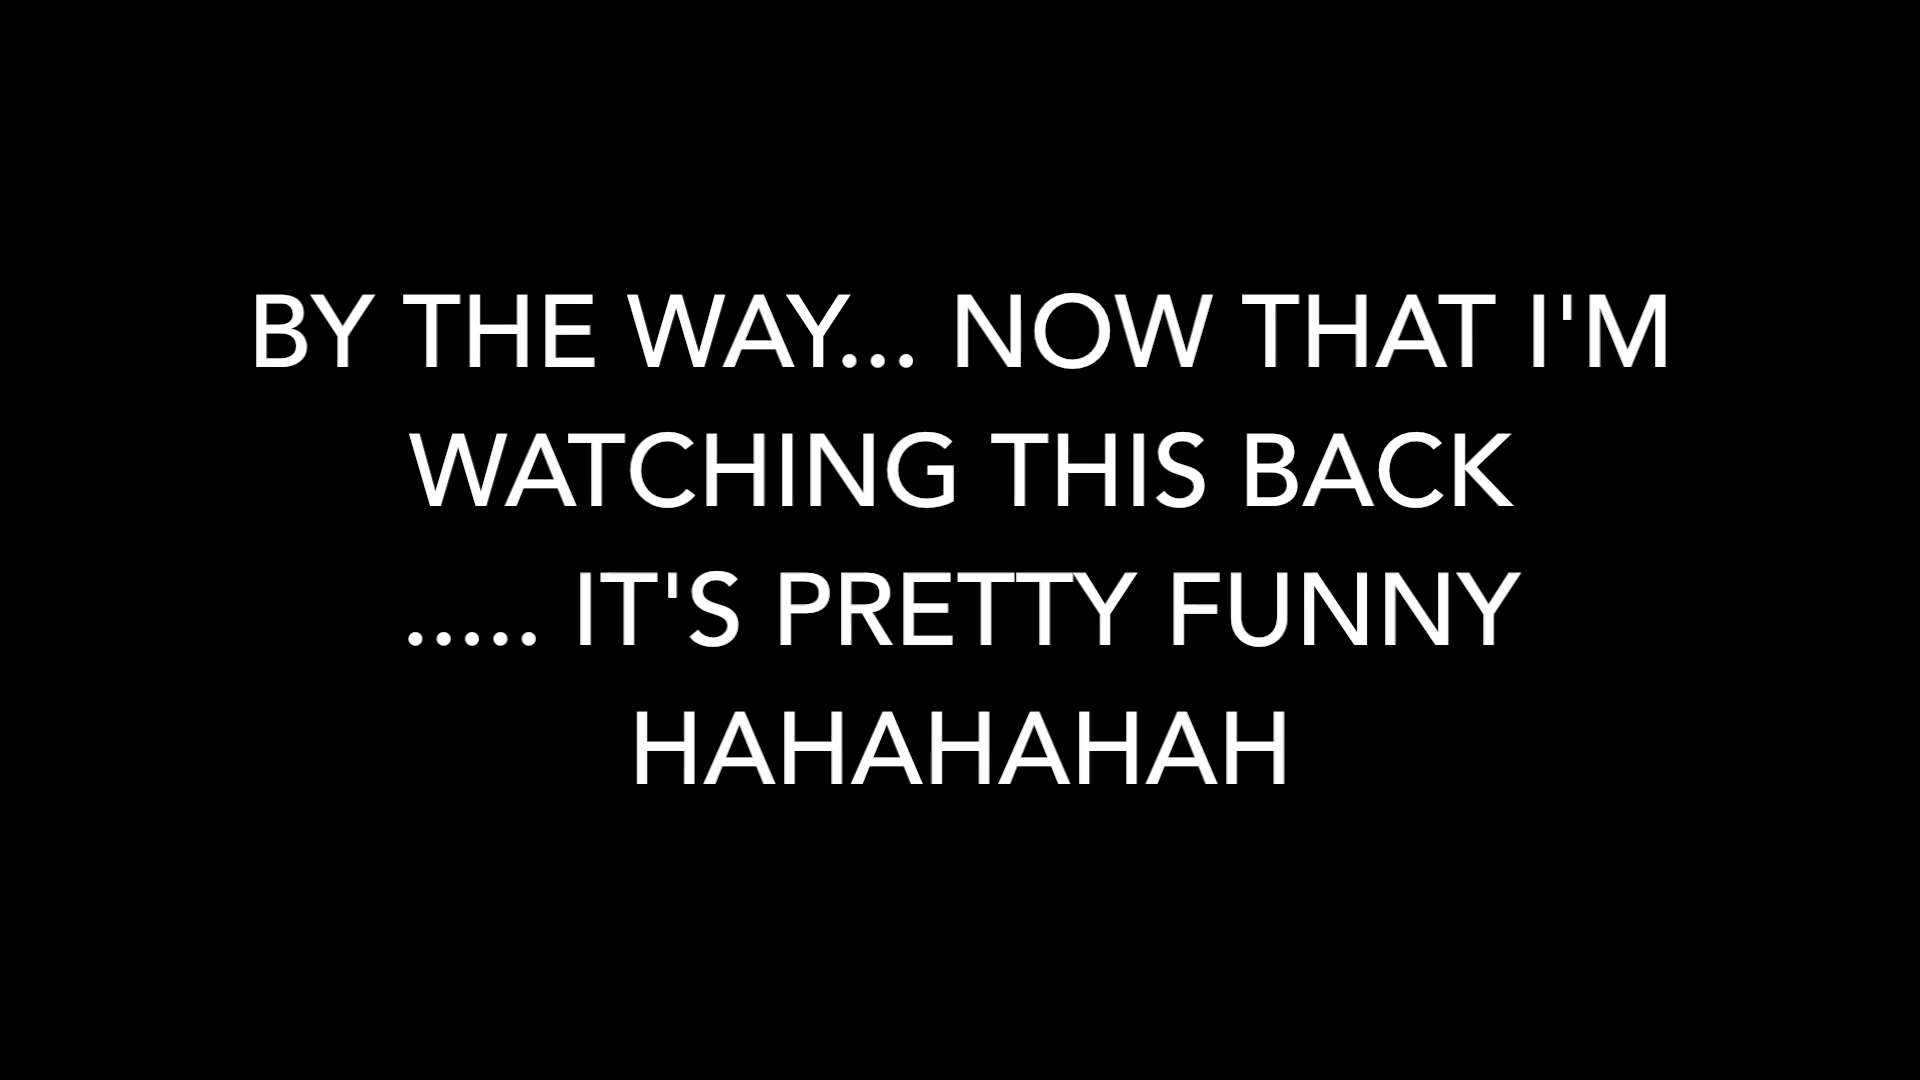 BY THE WAY... NOW THAT I'M
WATCHING THIS BACK
..... IT'S PRETTY FUNNY
HAHAHAHAH